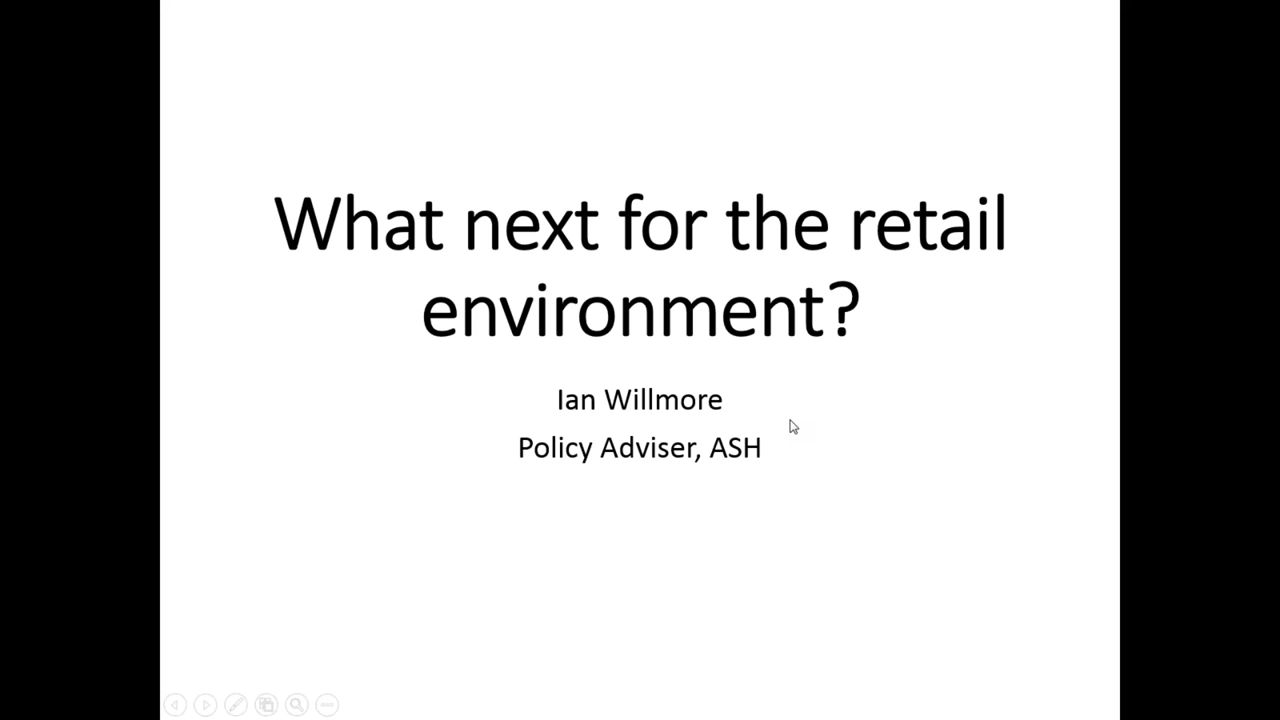 What next for the retail
environment?
Ian Willmore
Policy Adviser, ASH